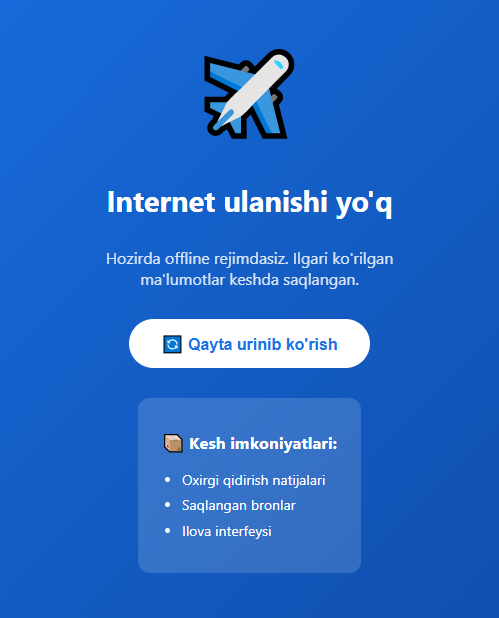 Internet ulanishi yo'q
Hozirda offline rejimdasiz. Ilgari ko'rilgan
ma'lumotlar keshda saqlangan.
Qayta urinib ko'rish
Kesh imkoniyatlari:
Oxirgi qidirish natijalari
Saqlangan bronlar
Ilova interfeysi